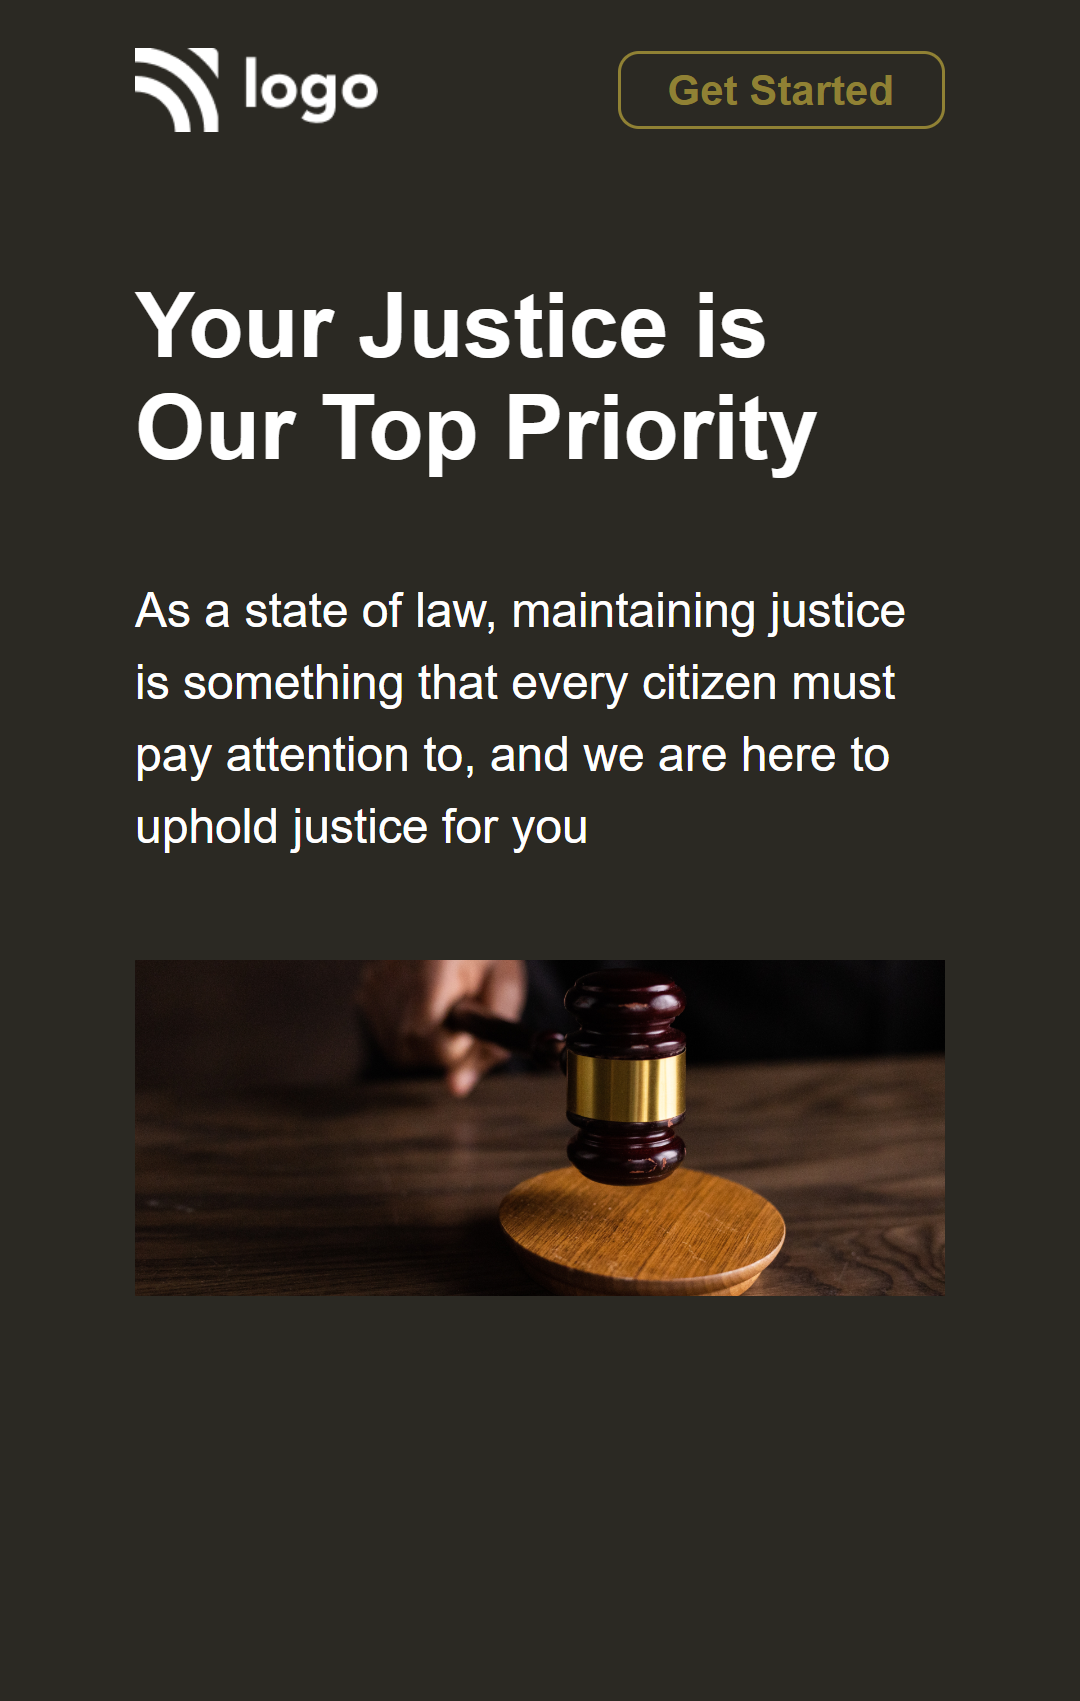 logo
Get Started
Your Justice is
Our Top Priority
As a state of law, maintaining justice
is something that every citizen must
pay attention to, and we are here to
uphold justice for you